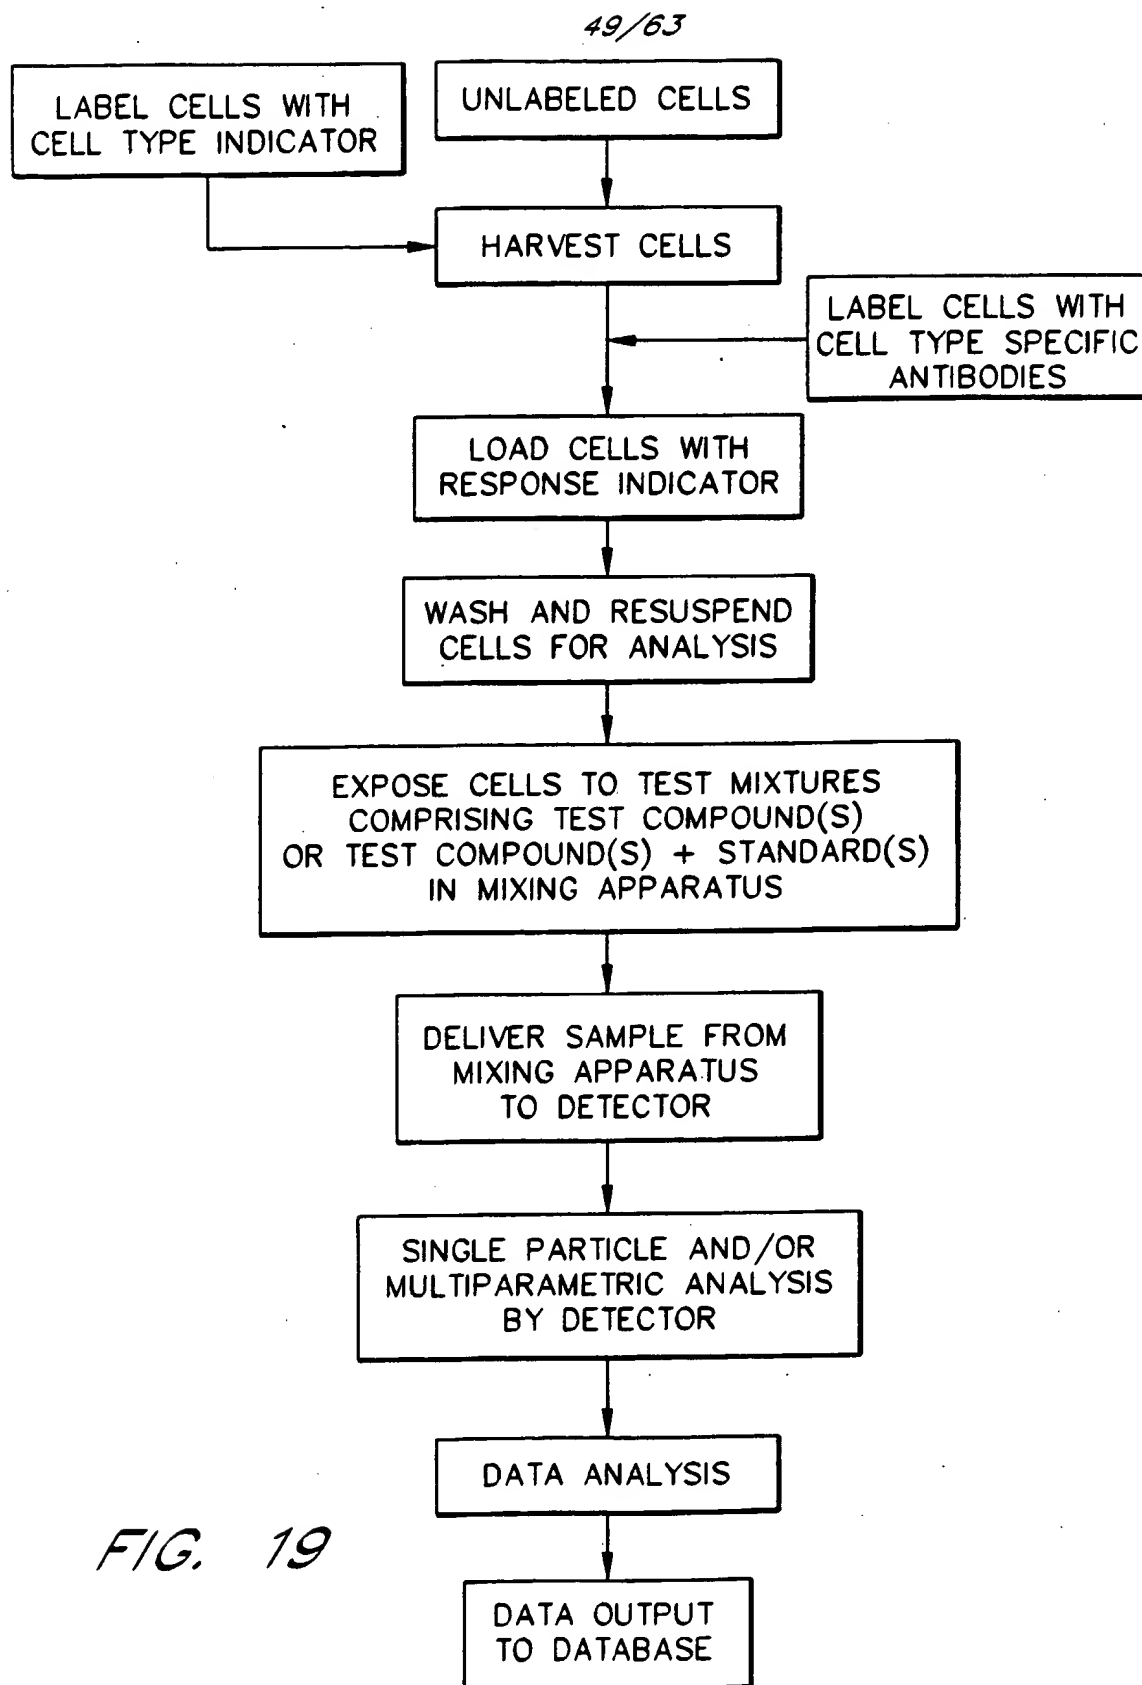 49/63
LABEL CELLS WITH
CELL TYPE INDICATOR
UNLABELED CELLS
HARVEST CELLS
LABEL CELLS WITH
CELL TYPE SPECIFIC
ANTIBODIES
LOAD CELLS WITH
RESPONSE INDICATOR
WASH AND RESUSPEND
CELLS FOR ANALYSIS
EXPOSE CELLS TO TEST MIXTURES
COMPRISING TEST COMPOUND(S)
OR TEST COMPOUND(S) + STANDARD(S)
IN MIXING APPARATUS
DELIVER SAMPLE FROM
MIXING APPARATUS
TO DETECTOR
SINGLE PARTICLE AND/OR
MULTIPARAMETRIC ANALYSIS
BY DETECTOR
DATA ANALYSIS
FIG. 19
DATA OUTPUT
TO DATABASE